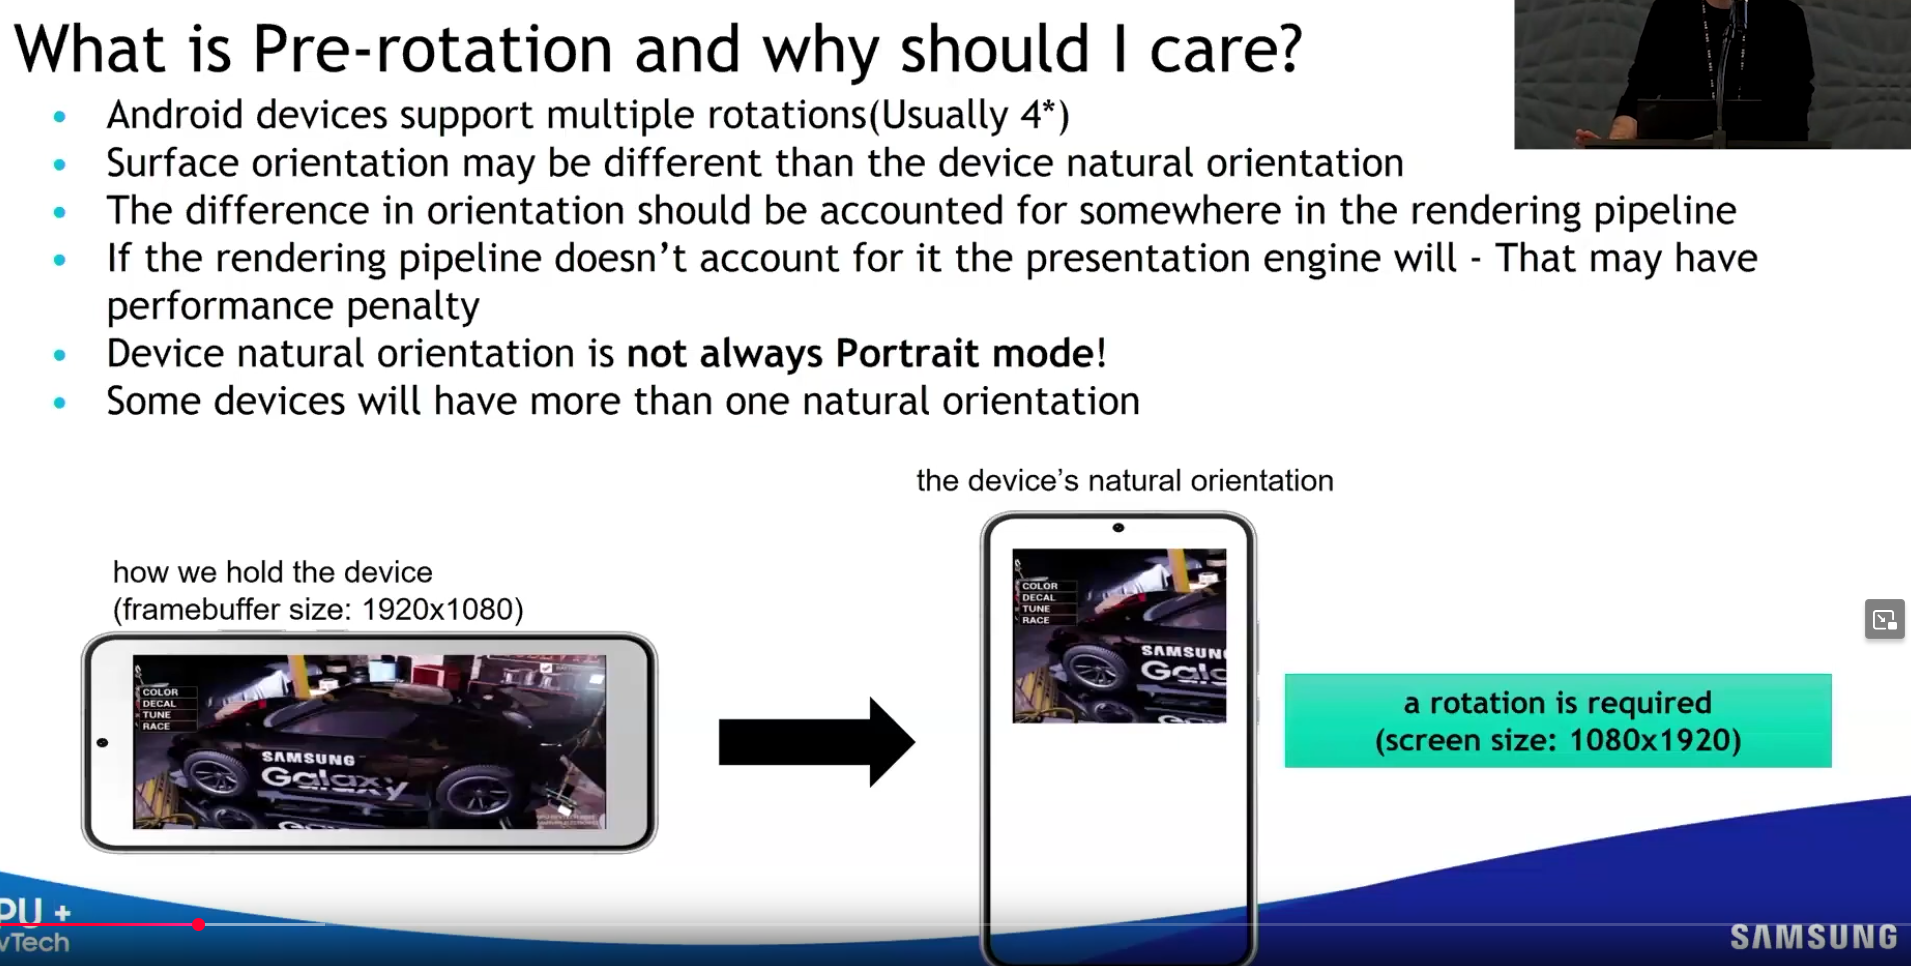 What is Pre-rotation and why should I care?
• Android devices support multiple rotations(Usually 4*)
• Surface orientation may be different than the device natural orientation
• The difference in orientation should be accounted for somewhere in the rendering pipeline
• If the rendering pipeline doesn’t account for it the presentation engine will - That may have
performance penalty
• Device natural orientation is not always Portrait mode!
• Some devices will have more than one natural orientation
the device’s natural orientation
how we hold the device
(framebuffer size: 1920x1080)
COLOR
DECAL
TUNE
RACE
SAMSUNG
Galaxy
COLOR
DECAL
TUNE
RACE
SAMSUN
Gala
a rotation is required
(screen size: 1080x1920)
PU +
vTech
SAMSUNG